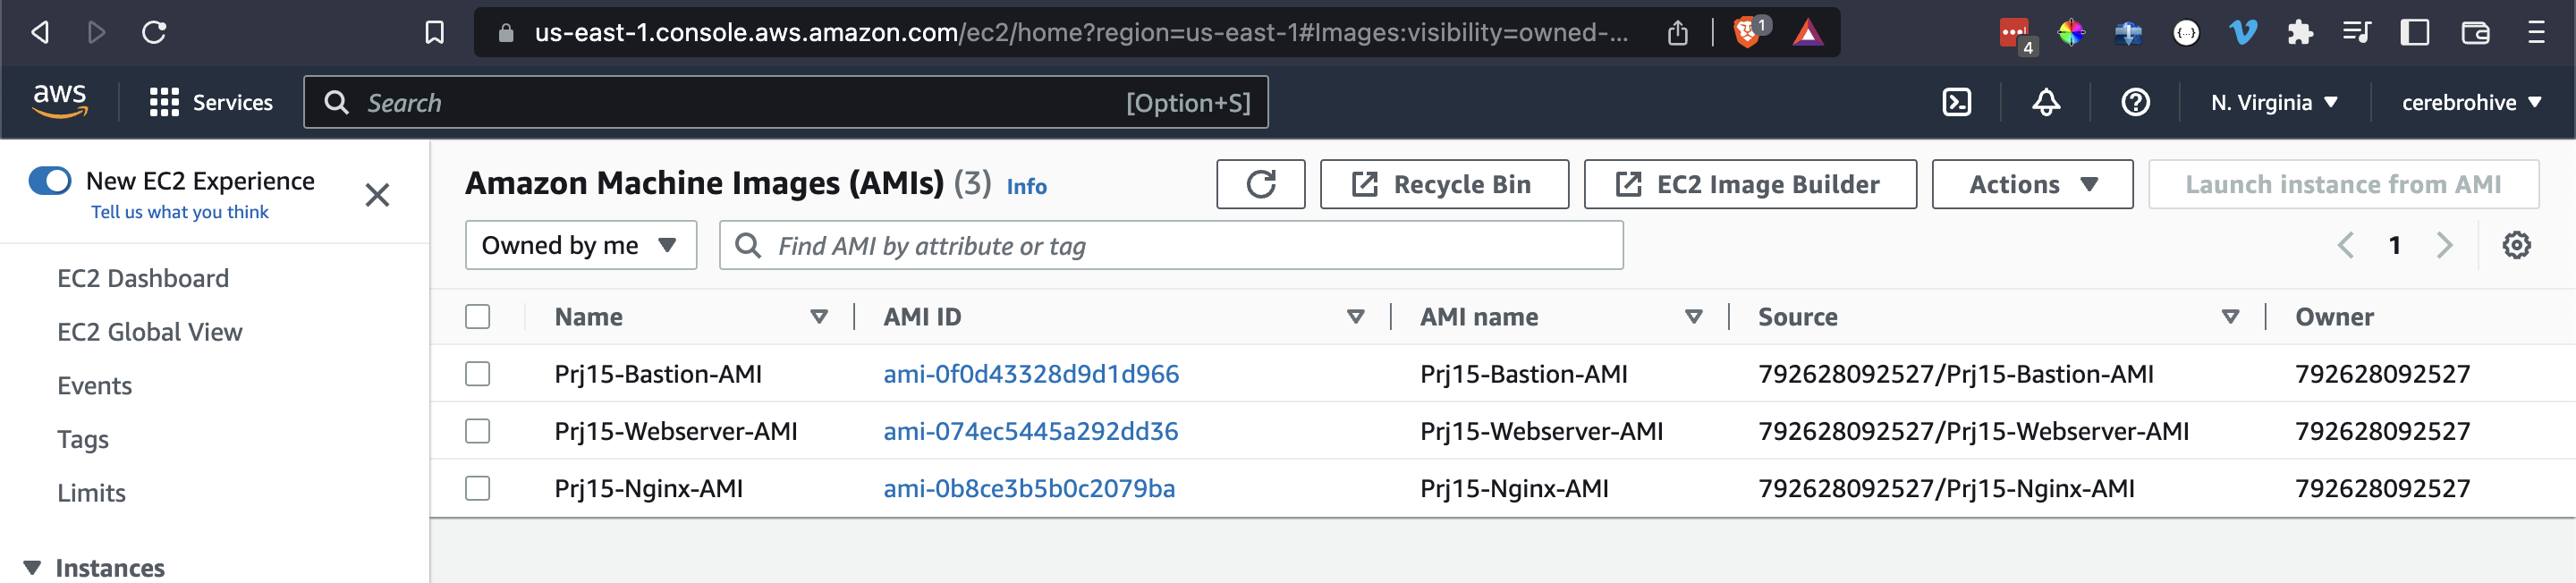 us-east-1.console.aws.amazon.com/ec2/home?region=us-east-1#Images:visibility=owned-...
1
4
aws
Services
Search
[Option+S]
N. Virginia
cerebrohive
New EC2 Experience
Tell us what you think
EC2 Dashboard
EC2 Global View
Events
Tags
Limits
Instances
Amazon Machine Images (AMIs) (3) Info
Recycle Bin
EC2 Image Builder
Actions
Launch instance from AMI
Owned by me
Find AMI by attribute or tag
1
Name AMI ID AMI name Source Owner
Prj15-Bastion-AMI ami-0f0d43328d9d1d966 Prj15-Bastion-AMI 792628092527/Prj15-Bastion-AMI 792628092527
Prj15-Webserver-AMI ami-074ec5445a292dd36 Prj15-Webserver-AMI 792628092527/Prj15-Webserver-AMI 792628092527
Prj15-Nginx-AMI ami-0b8ce3b5b0c2079ba Prj15-Nginx-AMI 792628092527/Prj15-Nginx-AMI 792628092527